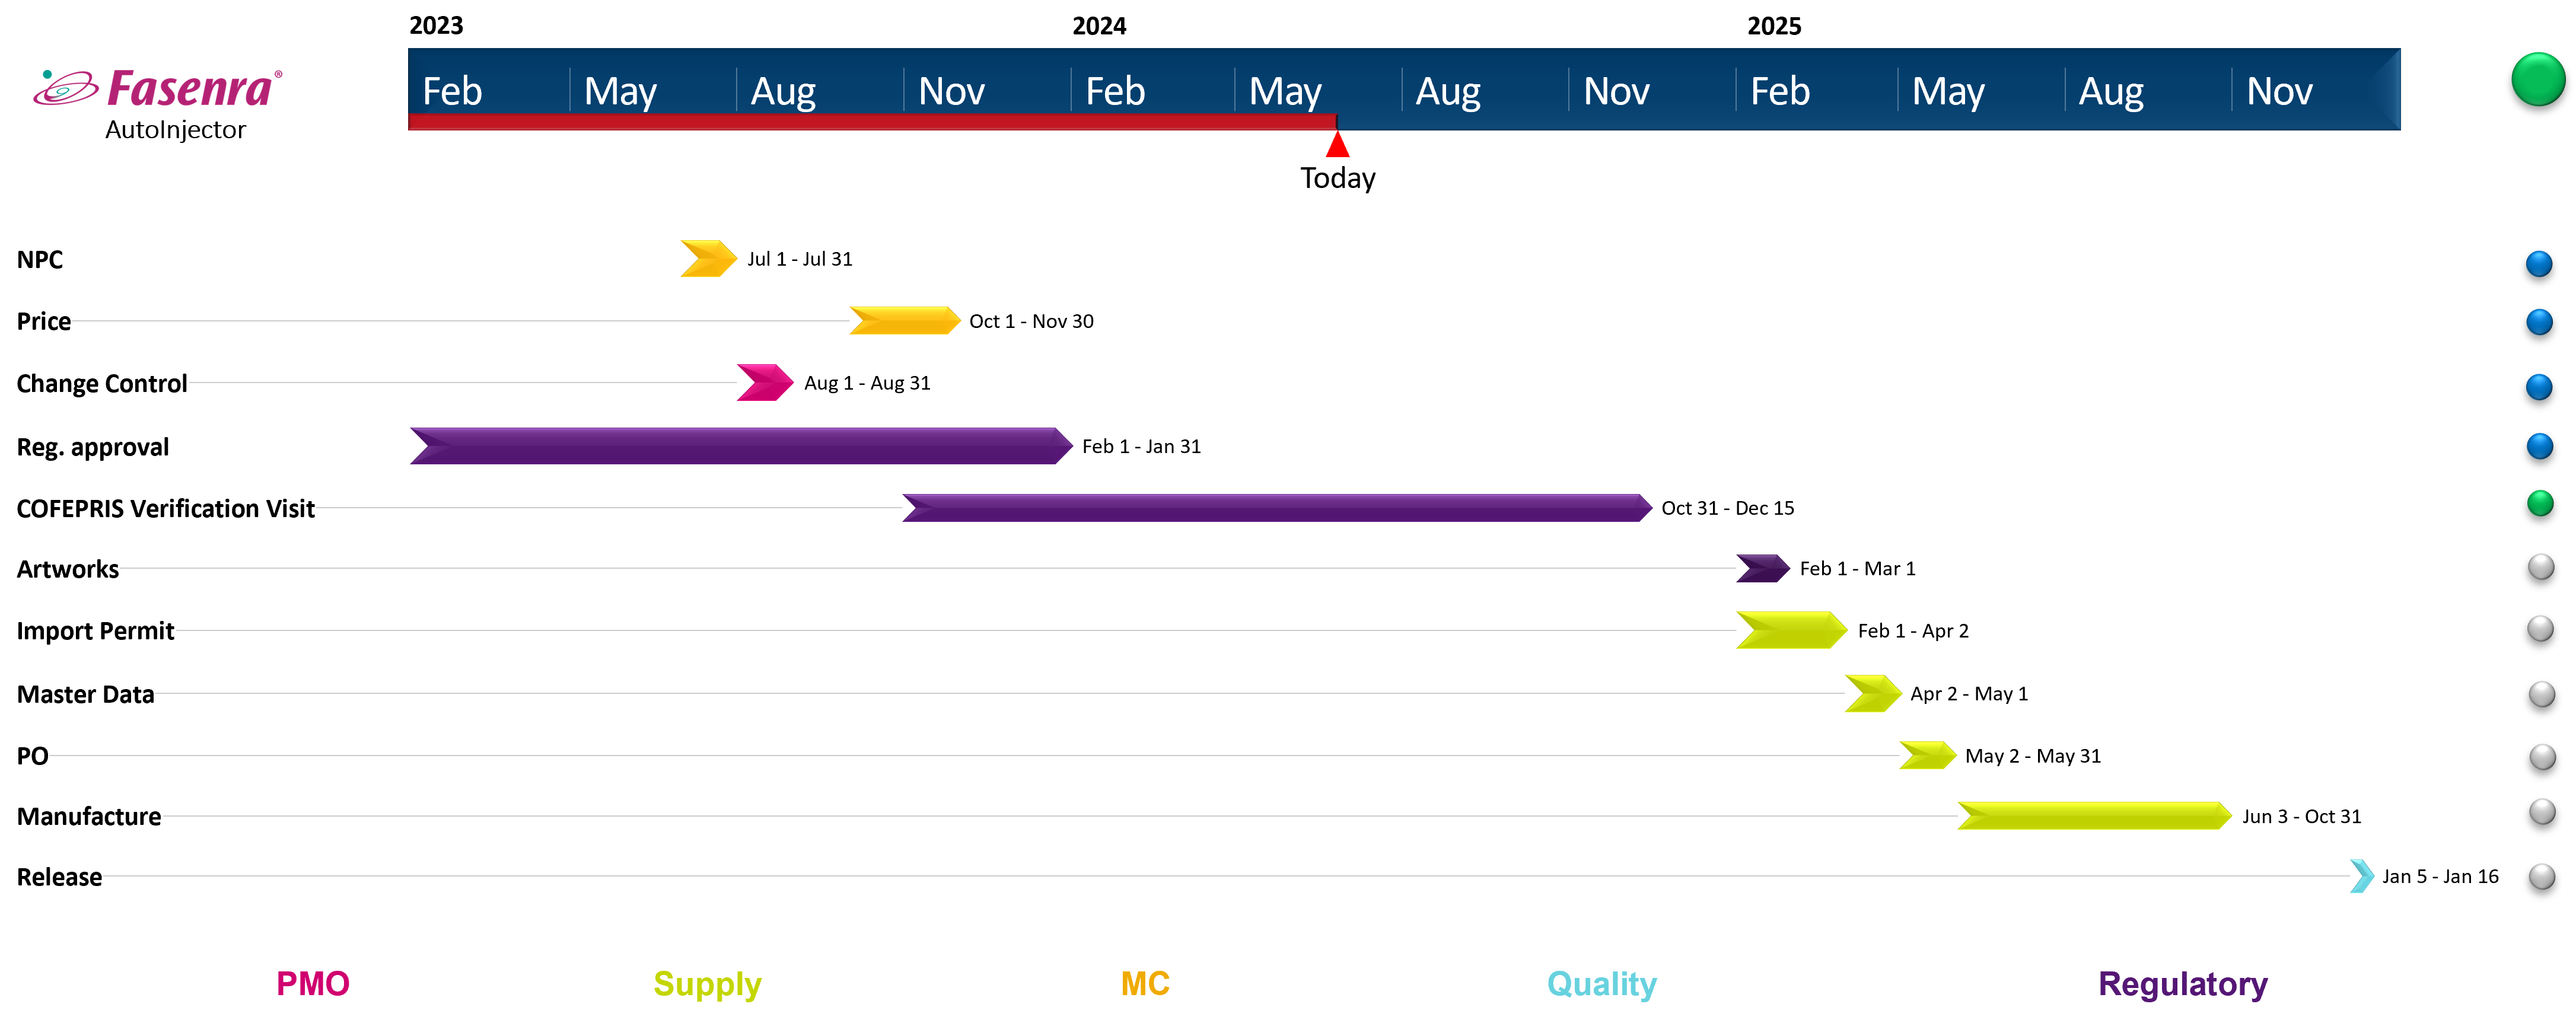 2023 2024 2025
Feb May Aug Nov Feb May Aug Nov Feb May Aug Nov
Fasenra®
AutoInjector
Today
NPC Jul 1 - Jul 31
Price Oct 1 - Nov 30
Change Control Aug 1 - Aug 31
Reg. approval Feb 1 - Jan 31
COFEPRIS Verification Visit Oct 31 - Dec 15
Artworks Feb 1 - Mar 1
Import Permit Feb 1 - Apr 2
Master Data Apr 2 - May 1
PO May 2 - May 31
Manufacture Jun 3 - Oct 31
Release Jan 5 - Jan 16
PMO Supply MC Quality Regulatory